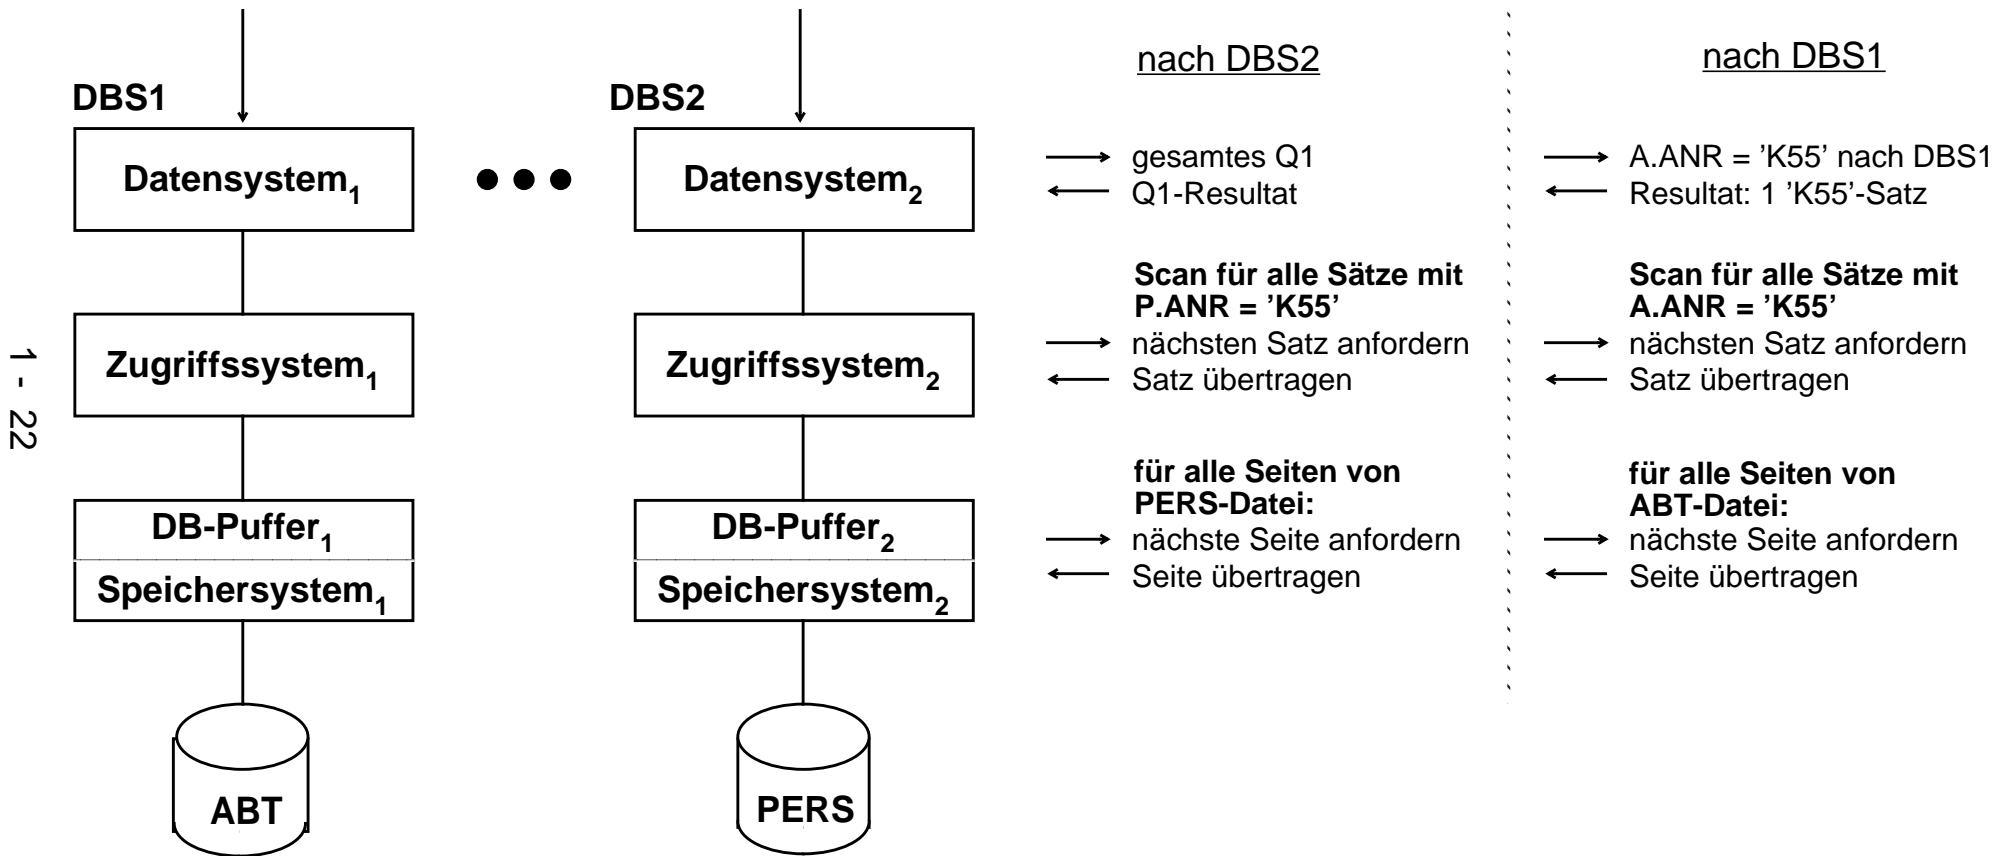 DBS1
Datensystem1
Zugriffssystem1
DB-Puffer1
Speichersystem1
ABT
DBS2
Datensystem2
Zugriffssystem2
DB-Puffer2
Speichersystem2
PERS
nach DBS2
gesamtes Q1
Q1-Resultat
Scan für alle Sätze mit
P.ANR = ’K55’
nächsten Satz anfordern
Satz übertragen
für alle Seiten von
PERS-Datei:
nächste Seite anfordern
Seite übertragen
nach DBS1
A.ANR = ’K55’ nach DBS1
Resultat: 1 ’K55’-Satz
Scan für alle Sätze mit
A.ANR = ’K55’
nächsten Satz anfordern
Satz übertragen
für alle Seiten von
ABT-Datei:
nächste Seite anfordern
Seite übertragen
1 - 22